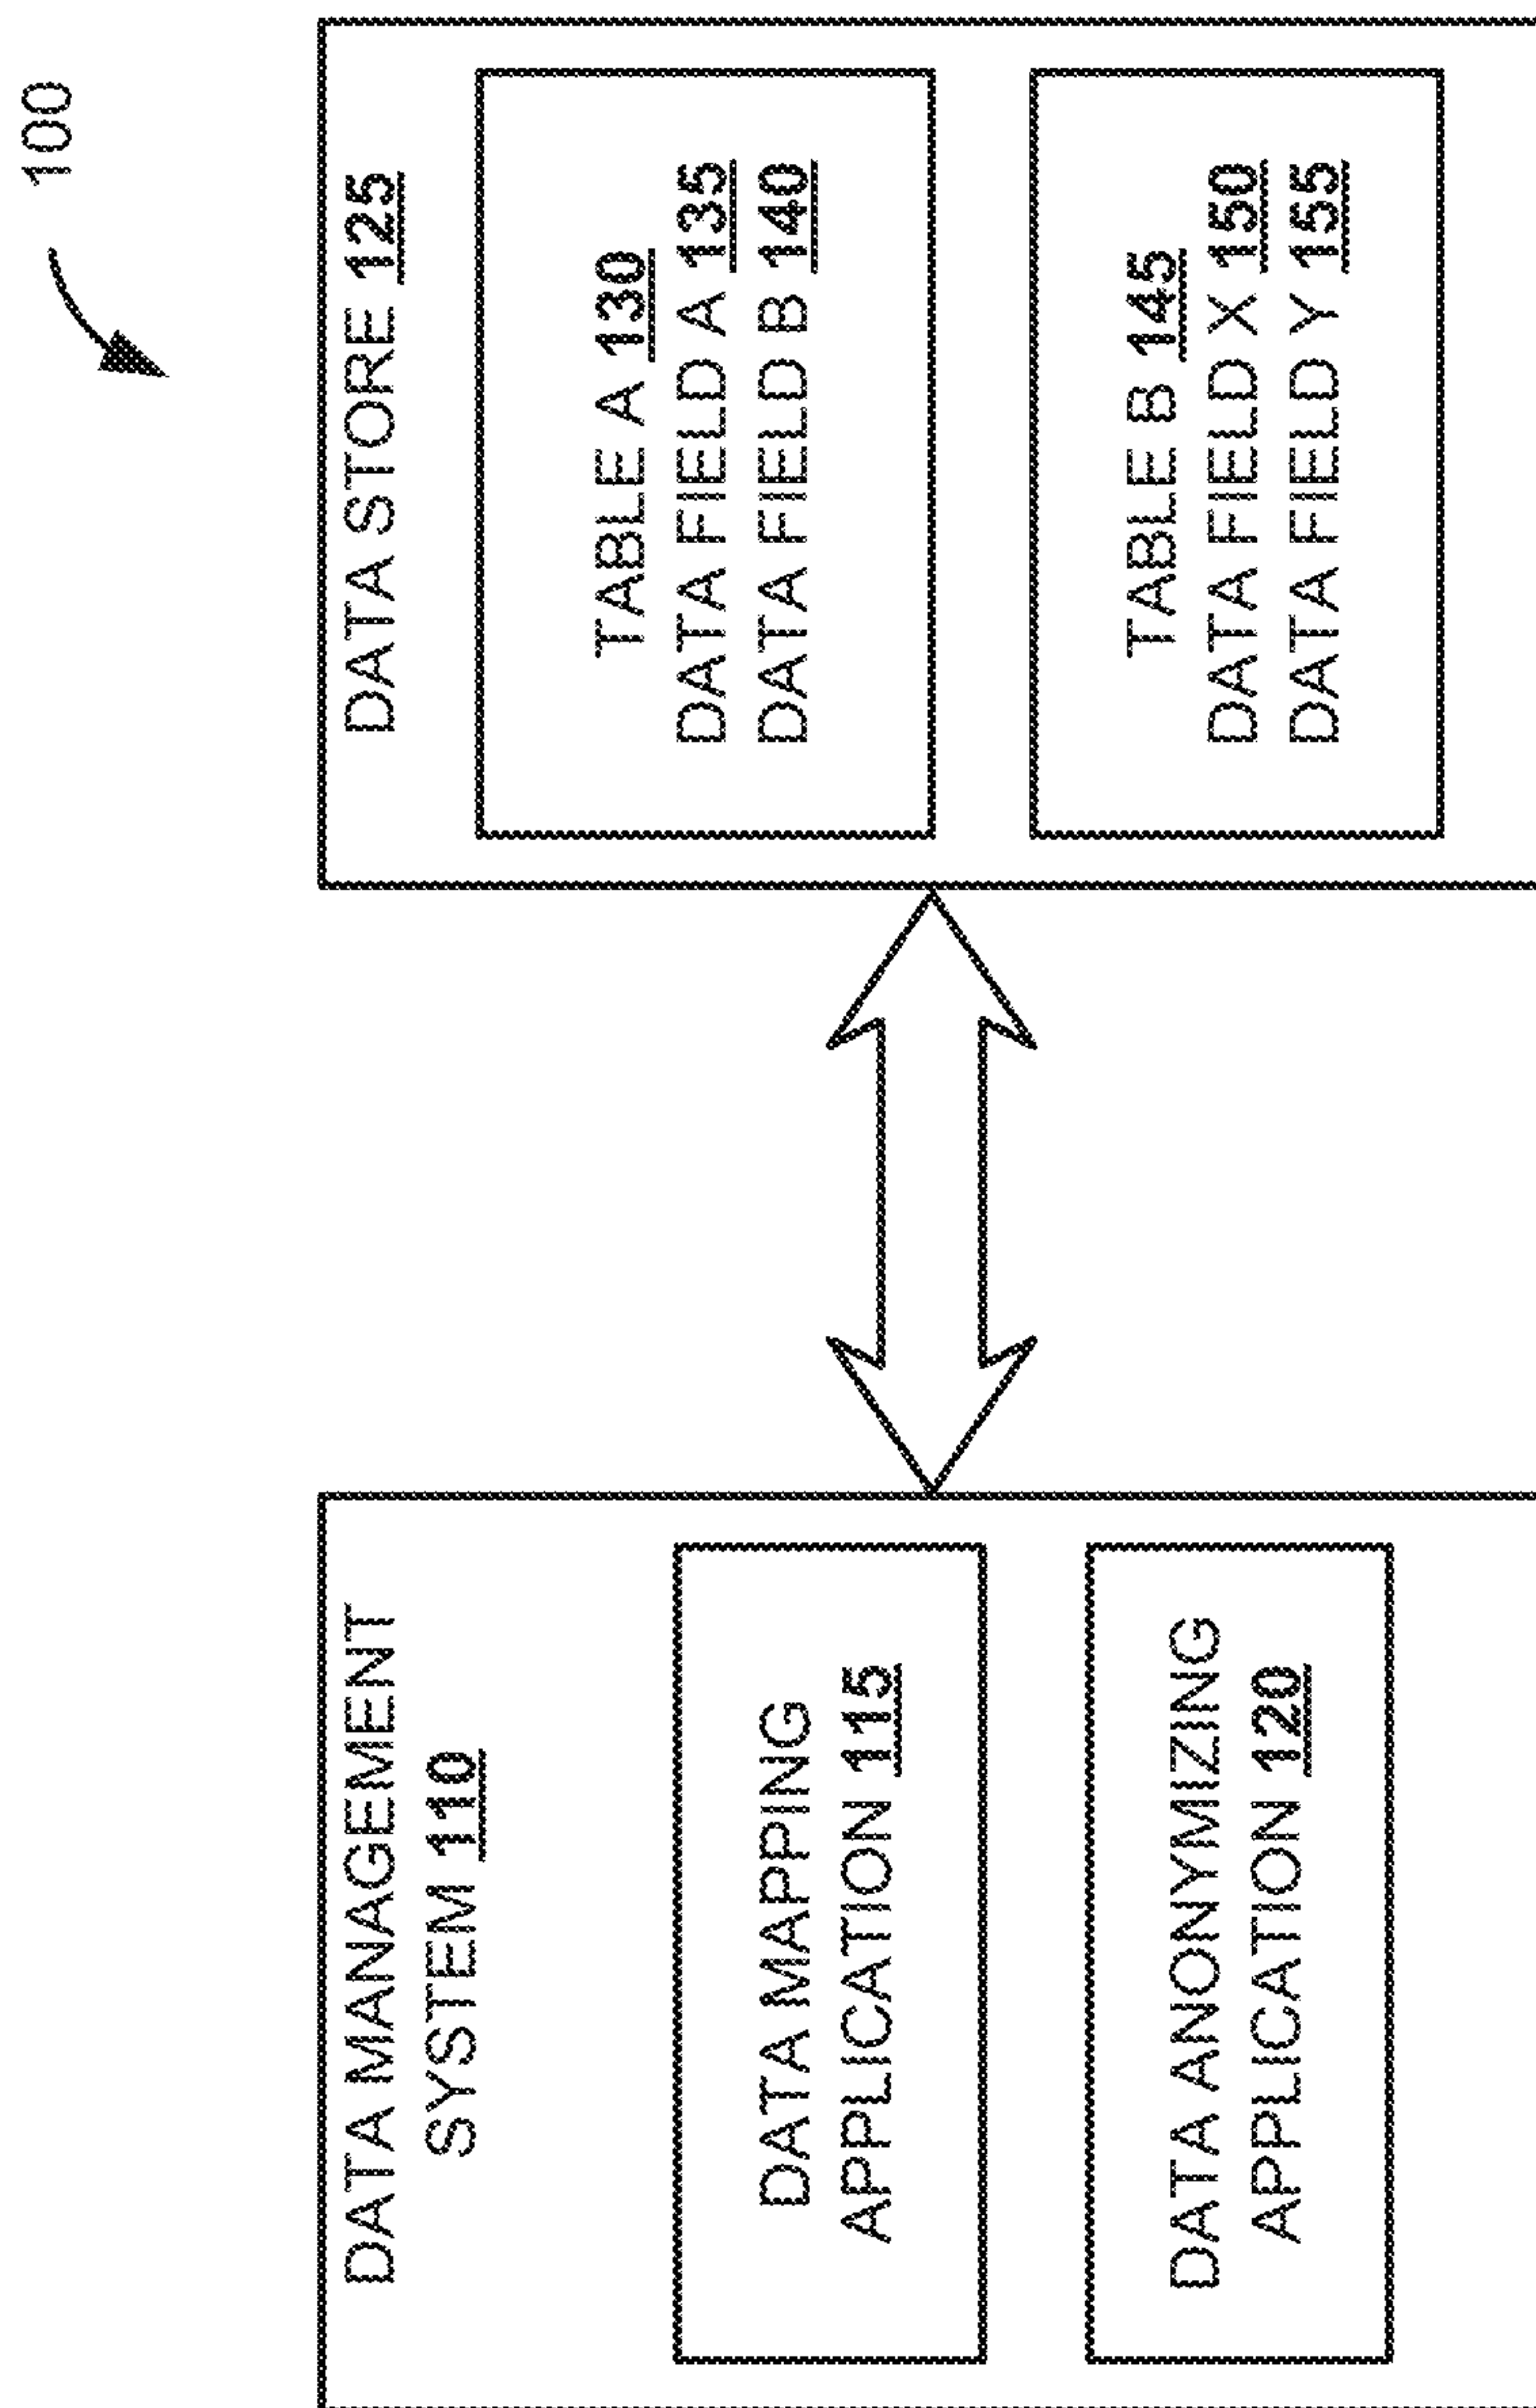 100
DATA MANAGEMENT
SYSTEM 110
DATA MAPPING
APPLICATION 115
DATA ANONYMIZING
APPLICATION 120
DATA STORE 125
TABLE A 130
DATA FIELD A 135
DATA FIELD B 140
TABLE B 145
DATA FIELD X 150
DATA FIELD Y 155